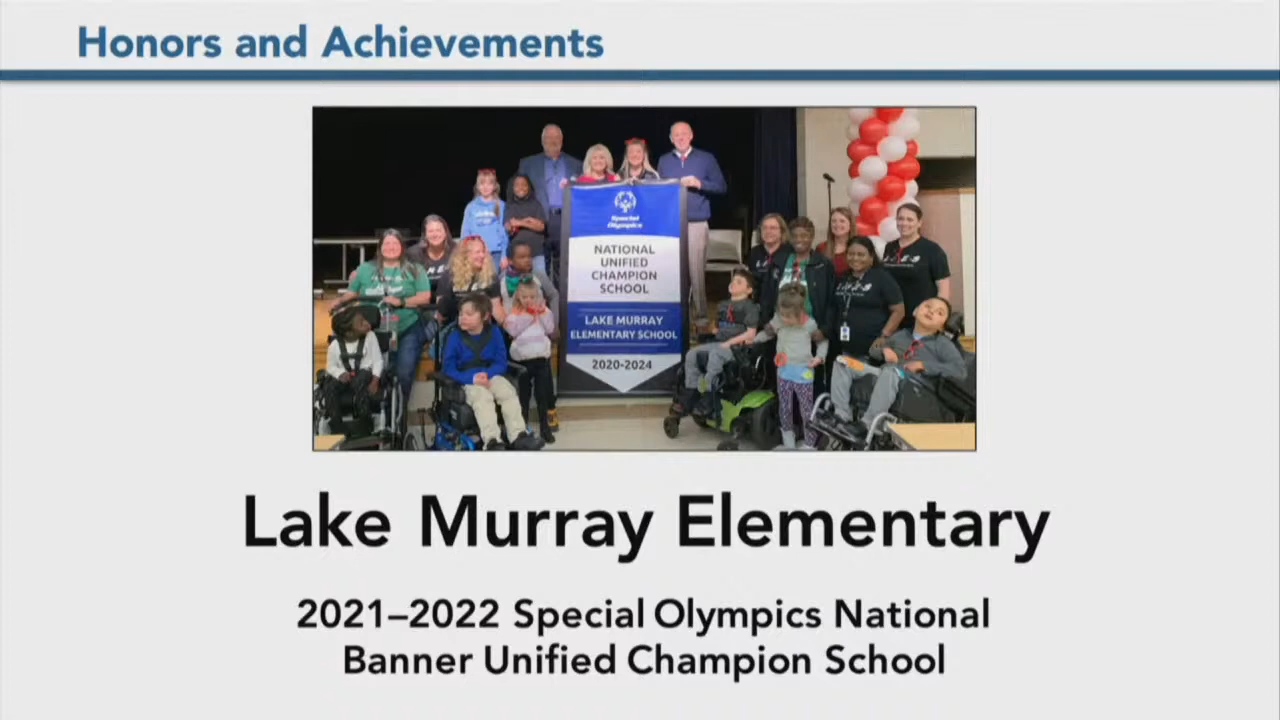 Honors and Achievements
Special
Olympics
NATIONAL
UNIFIED
CHAMPION
SCHOOL
LAKE MURRAY
ELEMENTARY SCHOOL
2020-2024
Lake Murray Elementary
2021–2022 Special Olympics National
Banner Unified Champion School